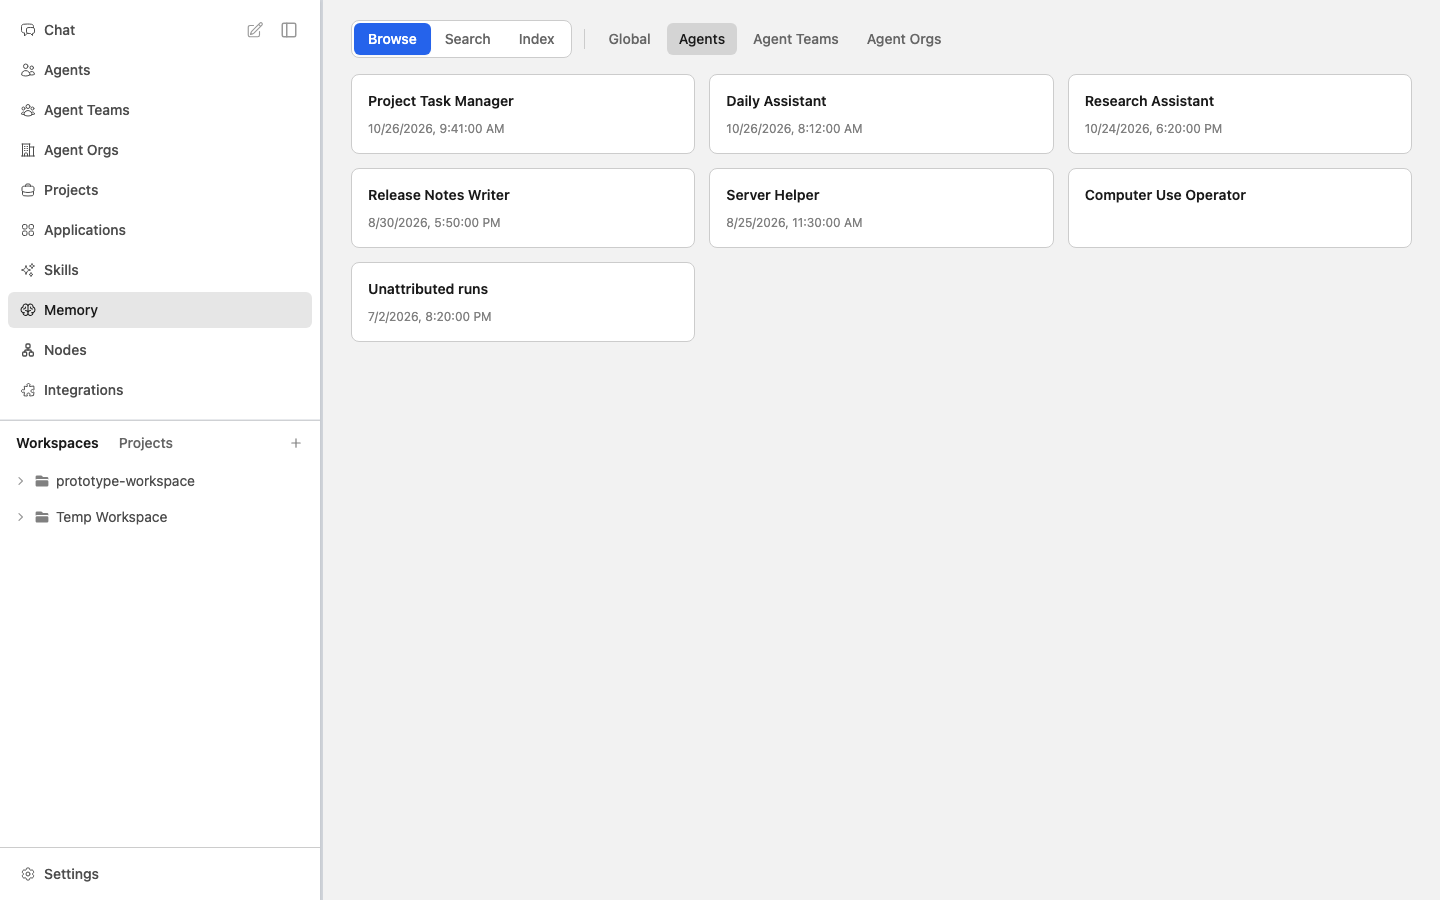 Chat
Agents
Agent Teams
Agent Orgs
Projects
Applications
Skills
Memory
Nodes
Integrations
Workspaces Projects
prototype-workspace
Temp Workspace
Settings
Browse Search Index Global Agents Agent Teams Agent Orgs
Project Task Manager
10/26/2026, 9:41:00 AM
Daily Assistant
10/26/2026, 8:12:00 AM
Research Assistant
10/24/2026, 6:20:00 PM
Release Notes Writer
8/30/2026, 5:50:00 PM
Server Helper
8/25/2026, 11:30:00 AM
Computer Use Operator
Unattributed runs
7/2/2026, 8:20:00 PM